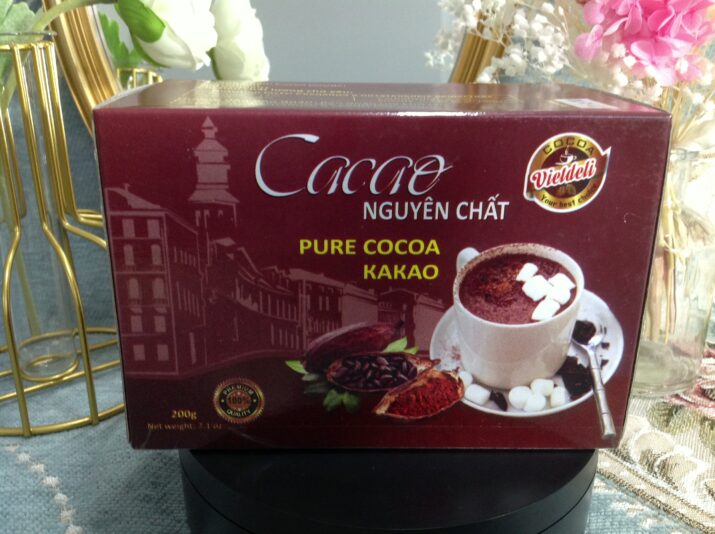 Cacao
NGUYÊN CHẤT
PURE COCOA
KAKAO
COCOA
Vietdeli
Your best choice
PREMIUM
100%
QUALITY
200g
Net weight: 7.1 oz